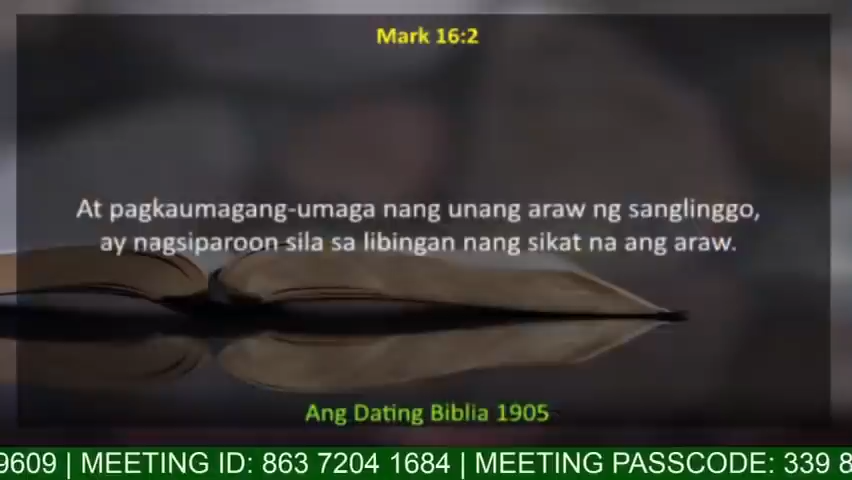 Mark 16:2
At pagkaumagang-umaga nang unang araw ng sanglinggo,
ay nagsiparoon sila sa libingan nang sikat na ang araw.
Ang Dating Biblia 1905
9609 | MEETING ID: 863 7204 1684 | MEETING PASSCODE: 339 8